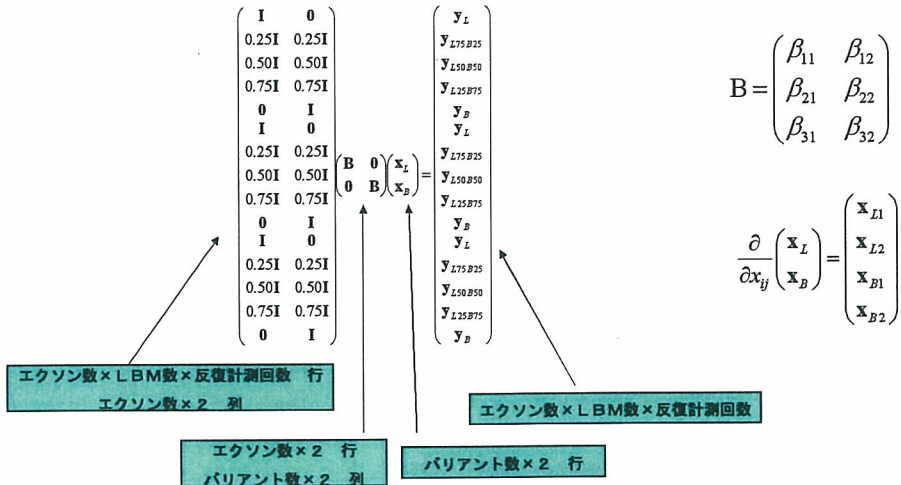 I 0
0.25I 0.25I
0.50I 0.50I
0.75I 0.75I
0 I
I 0
0.25I 0.25I
0.50I 0.50I
0.75I 0.75I
0 I
I 0
0.25I 0.25I
0.50I 0.50I
0.75I 0.75I
0 I
B 0
0 B
x_L
x_B
=
y_L
y_L75B25
y_L50B50
y_L25B75
y_B
y_L
y_L75B25
y_L50B50
y_L25B75
y_B
y_L
y_L75B25
y_L50B50
y_L25B75
y_B
B =
β11 β12
β21 β22
β31 β32
∂/∂x_ij
x_L
x_B
=
x_L1
x_L2
x_B1
x_B2
エクソン数×LBM数×反復計測回数 行
エクソン数×2 列
エクソン数×LBM数×反復計測回数
エクソン数×2 行
バリアント数×2 列
バリアント数×2 行